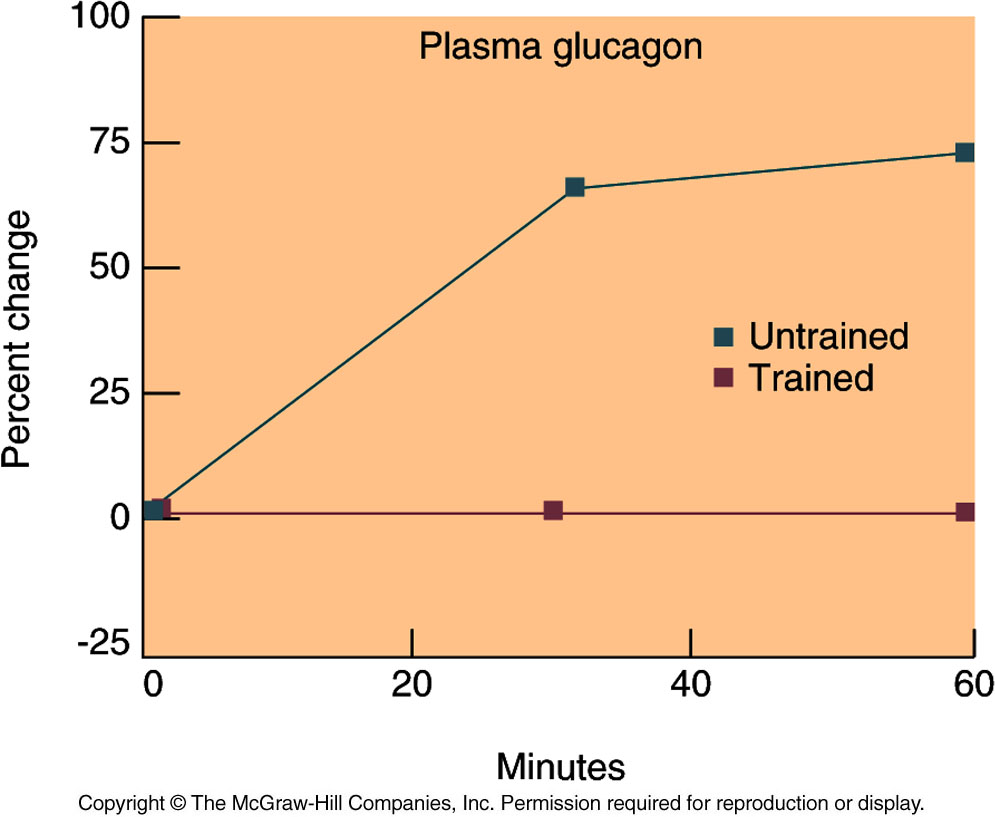 Plasma glucagon
100
75
50
25
0
-25
Percent change
Untrained
Trained
0 20 40 60
Minutes
Copyright © The McGraw-Hill Companies, Inc. Permission required for reproduction or display.